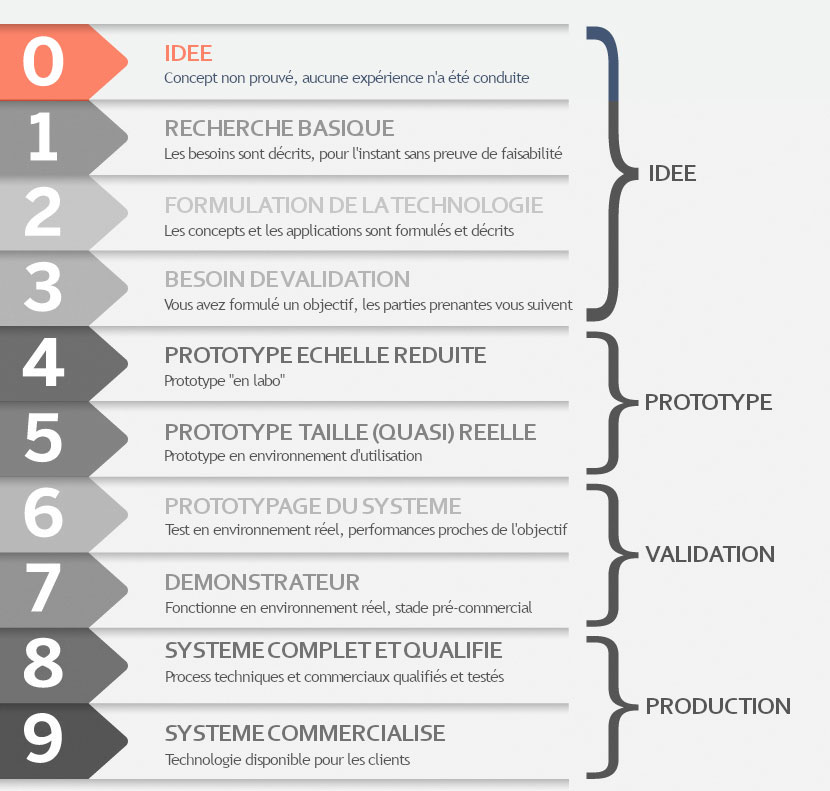 0
IDEE
Concept non prouvé, aucune expérience n'a été conduite
1
RECHERCHE BASIQUE
Les besoins sont décrits, pour l'instant sans preuve de faisabilité
2
FORMULATION DE LA TECHNOLOGIE
Les concepts et les applications sont formulés et décrits
3
BESOIN DE VALIDATION
Vous avez formulé un objectif, les parties prenantes vous suivent
IDEE
4
PROTOTYPE ECHELLE REDUITE
Prototype "en labo"
5
PROTOTYPE TAILLE (QUASI) REELLE
Prototype en environnement d'utilisation
PROTOTYPE
6
PROTOTYPAGE DU SYSTEME
Test en environnement réel, performances proches de l'objectif
7
DEMONSTRATEUR
Fonctionne en environnement réel, stade pré-commercial
VALIDATION
8
SYSTEME COMPLET ET QUALIFIE
Process techniques et commerciaux qualifiés et testés
9
SYSTEME COMMERCIALISE
Technologie disponible pour les clients
PRODUCTION